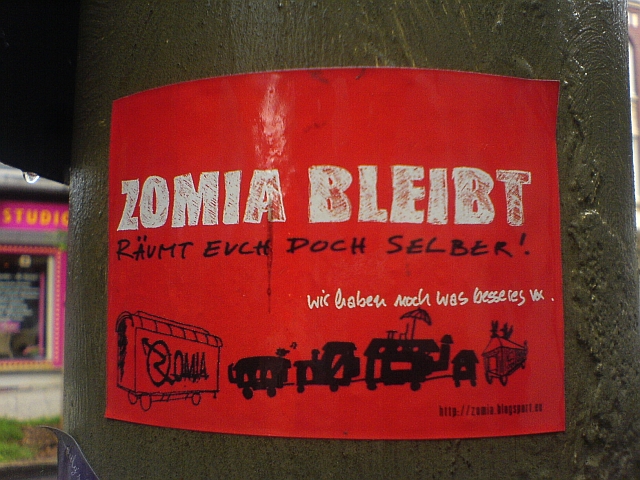 STUDIO
ZOMIA BLEIBT
RÄUMT EUCH DOCH SELBER!
wir haben noch was besseres vor.
ZOMIA
http://zomia.blogsport.eu